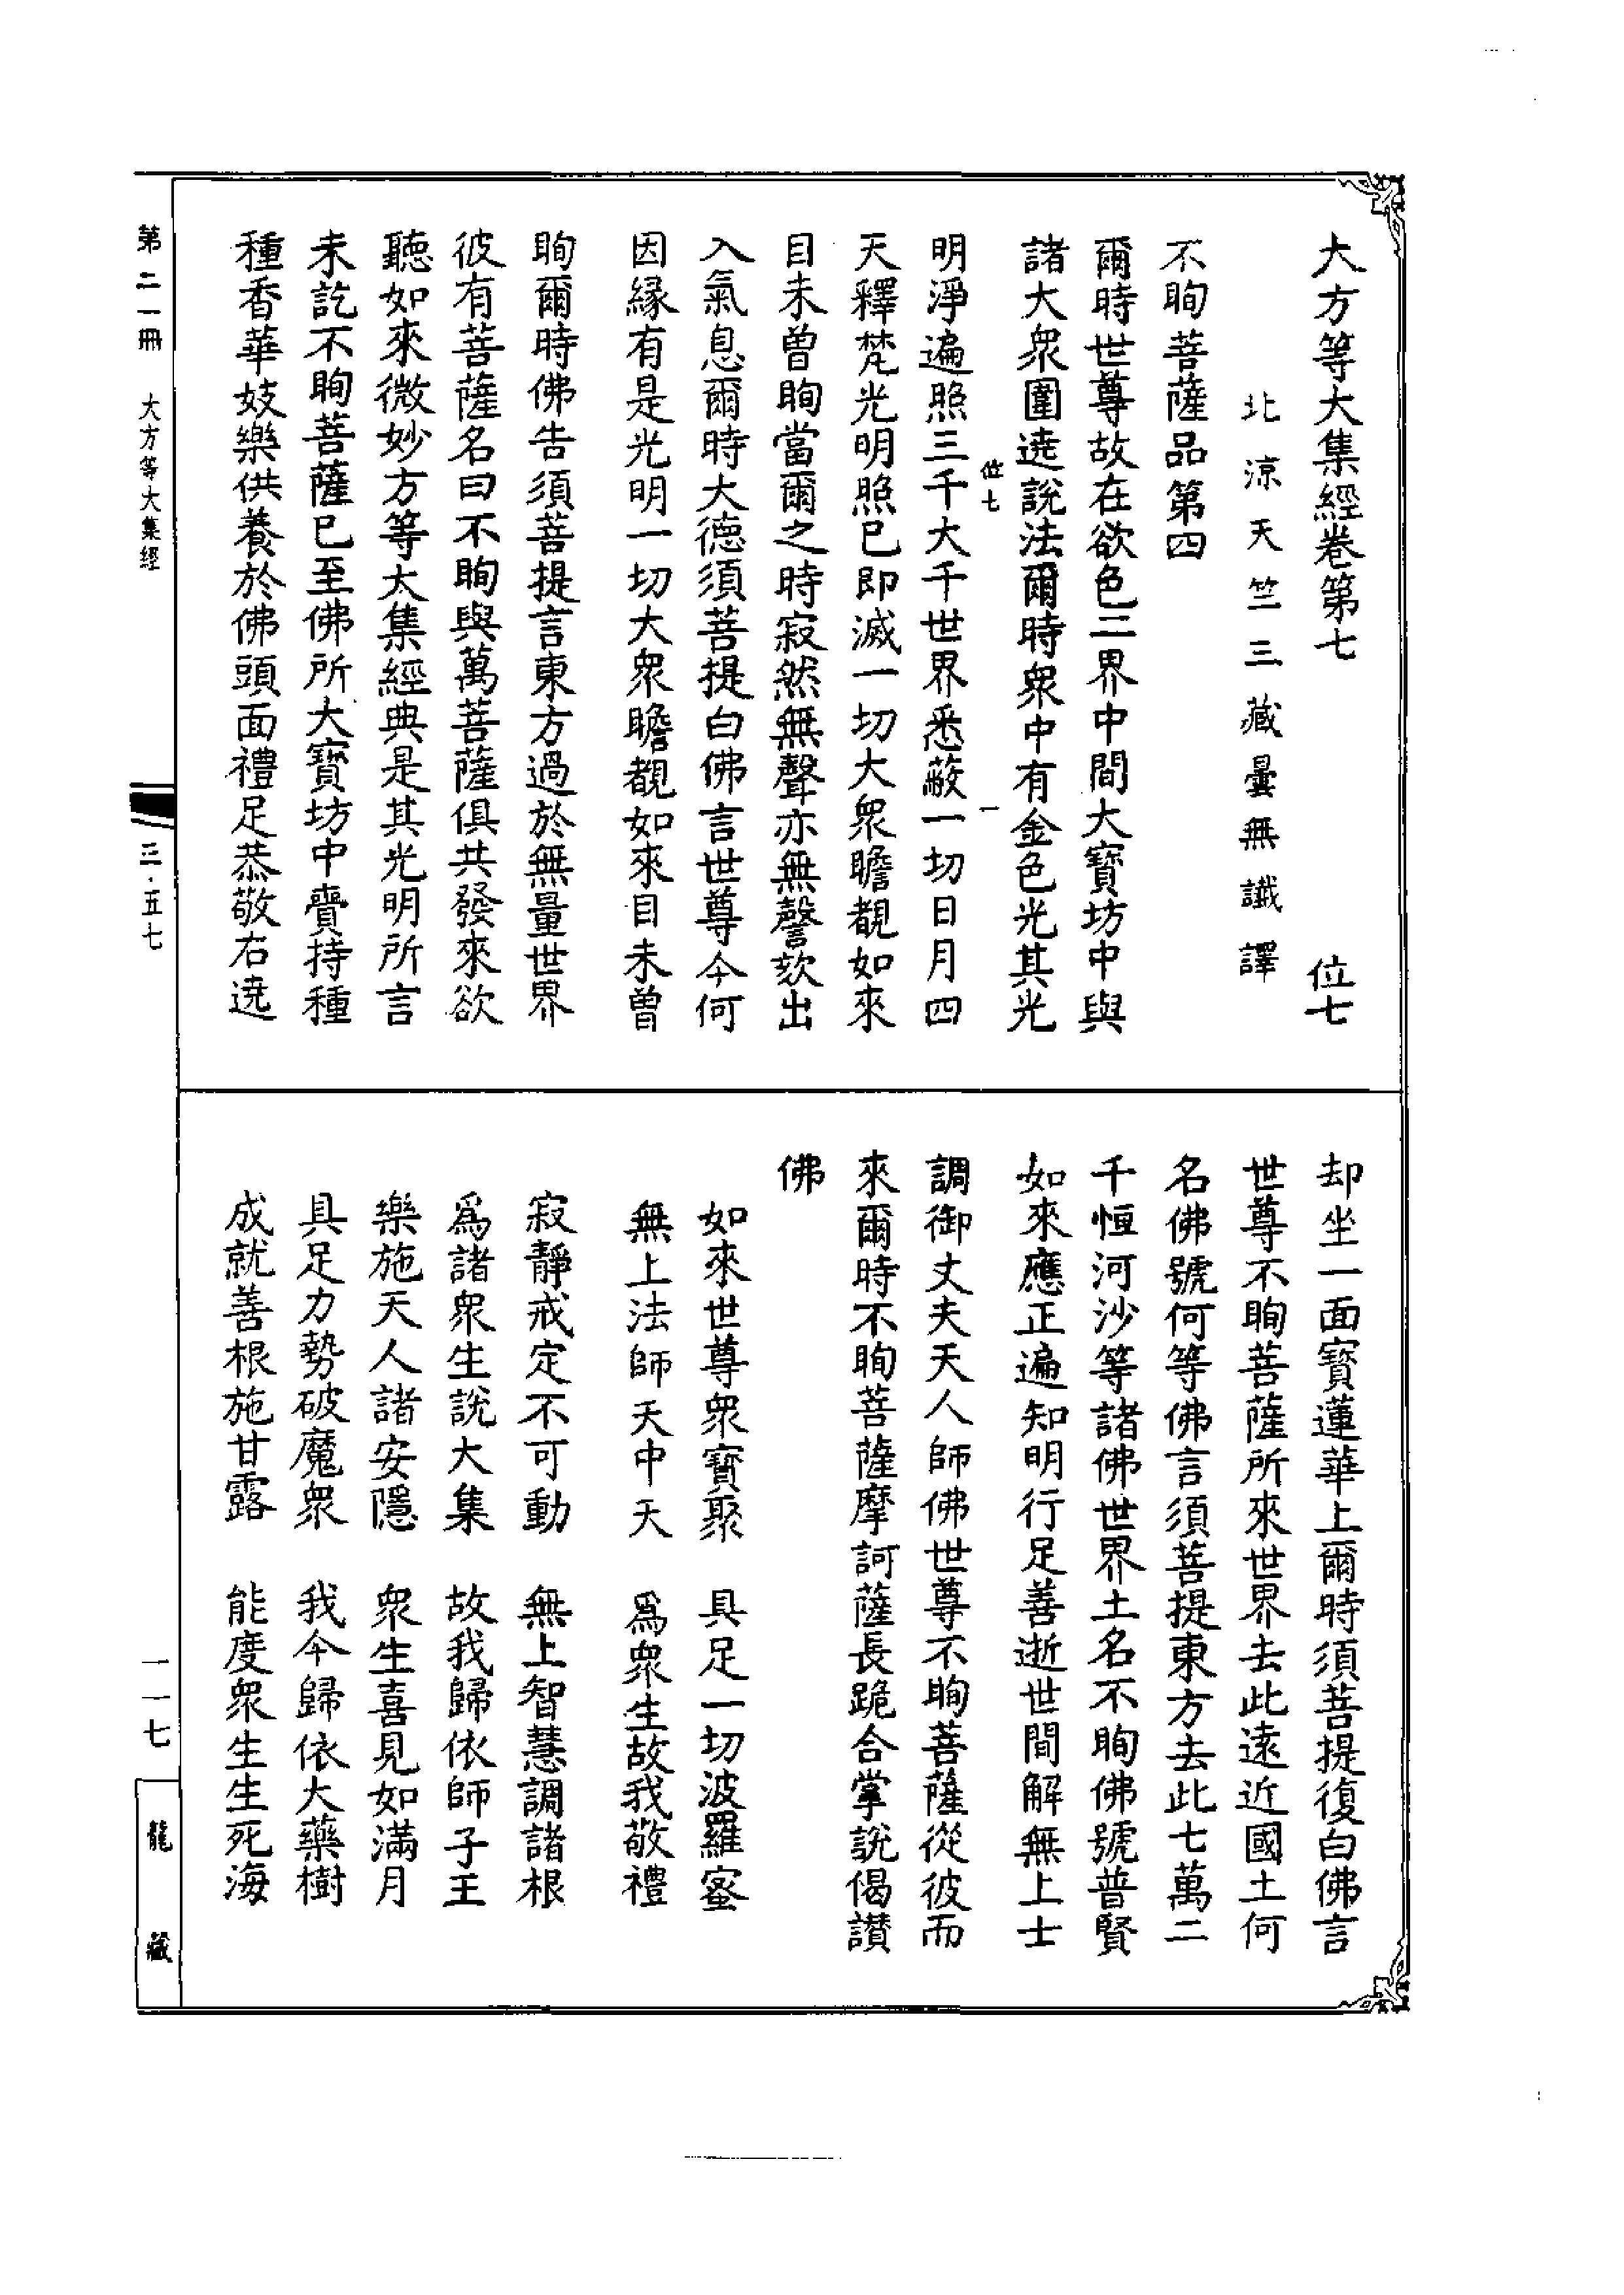 大方等大集經卷第七　位七
北涼天竺三藏曇無讖譯
不眴菩薩品第四
爾時世尊故在欲色二界中間大寶坊中與
諸大衆圍遶說法爾時衆中有金色光其光
位七　一
明淨遍照三千大千世界悉蔽一切日月四
天釋梵光明照已即滅一切大衆瞻覩如來
目未曾眴當爾之時寂然無聲亦無謦欬出
入氣息爾時大德須菩提白佛言世尊今何
因緣有是光明一切大衆瞻覩如來目未曾
眴爾時佛告須菩提言東方過於無量世界
彼有菩薩名曰不眴與萬菩薩俱共發來欲
聽如來微妙方等大集經典是其光明所言
未訖不眴菩薩已至佛所大寶坊中賷持種
種香華妓樂供養於佛頭面禮足恭敬右遶
却坐一面寶蓮華上爾時須菩提復白佛言
世尊不眴菩薩所來世界去此遠近國土何
名佛號何等佛言須菩提東方去此七萬二
千恒河沙等諸佛世界土名不眴佛號普賢
如來應正遍知明行足善逝世間解無上士
調御丈夫天人師佛世尊不眴菩薩從彼而
來爾時不眴菩薩摩訶薩長跪合掌說偈讃
佛
如來世尊衆寶聚　具足一切波羅蜜
無上法師天中天　爲衆生故我敬禮
寂靜戒定不可動　無上智慧調諸根
爲諸衆生說大集　故我歸依師子王
樂施天人諸安隱　衆生喜見如滿月
具足力勢破魔衆　我今歸依大藥樹
成就善根施甘露　能度衆生生死海
第二一冊　大方等大集經
三·五七
一一七
龍藏